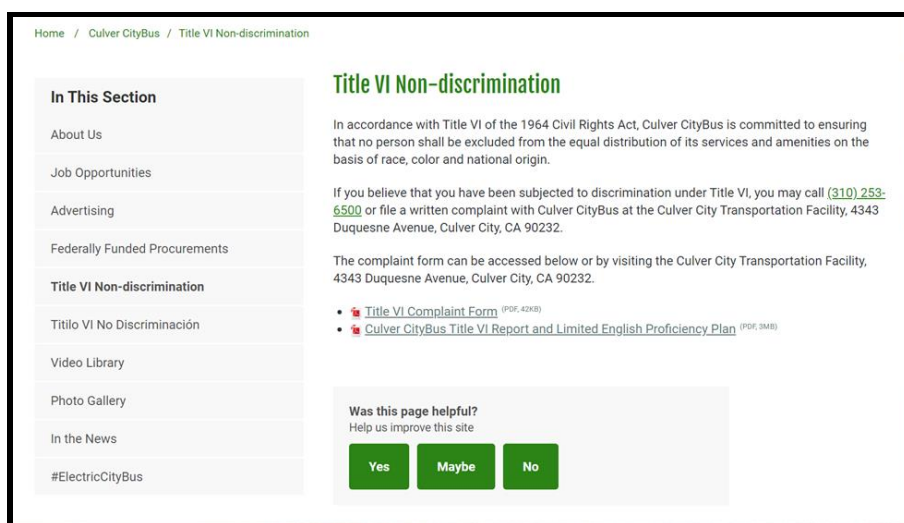 Home / Culver CityBus / Title VI Non-discrimination
In This Section
About Us
Job Opportunities
Advertising
Federally Funded Procurements
Title VI Non-discrimination
Titilo VI No Discriminación
Video Library
Photo Gallery
In the News
#ElectricCityBus
Title VI Non-discrimination
In accordance with Title VI of the 1964 Civil Rights Act, Culver CityBus is committed to ensuring
that no person shall be excluded from the equal distribution of its services and amenities on the
basis of race, color and national origin.
If you believe that you have been subjected to discrimination under Title VI, you may call (310) 253-
6500 or file a written complaint with Culver CityBus at the Culver City Transportation Facility, 4343
Duquesne Avenue, Culver City, CA 90232.
The complaint form can be accessed below or by visiting the Culver City Transportation Facility,
4343 Duquesne Avenue, Culver City, CA 90232.
• Title VI Complaint Form (PDF, 42KB)
• Culver CityBus Title VI Report and Limited English Proficiency Plan (PDF, 3MB)
Was this page helpful?
Help us improve this site
Yes Maybe No